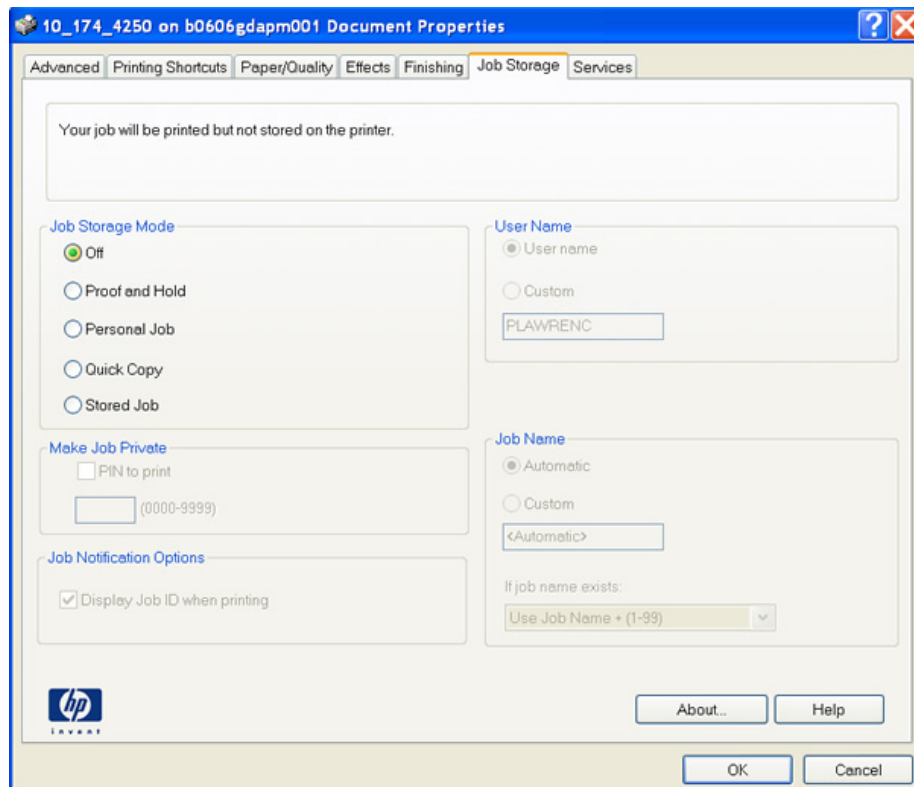 10_174_4250 on b0606gdapm001 Document Properties
Advanced Printing Shortcuts Paper/Quality Effects Finishing Job Storage Services
Your job will be printed but not stored on the printer.
Job Storage Mode
Off
Proof and Hold
Personal Job
Quick Copy
Stored Job
User Name
User name
Custom
PLAWRENC
Make Job Private
PIN to print
(0000-9999)
Job Name
Automatic
Custom
<Automatic>
If job name exists:
Use Job Name + (1-99)
Job Notification Options
Display Job ID when printing
hp
invent
About... Help
OK Cancel